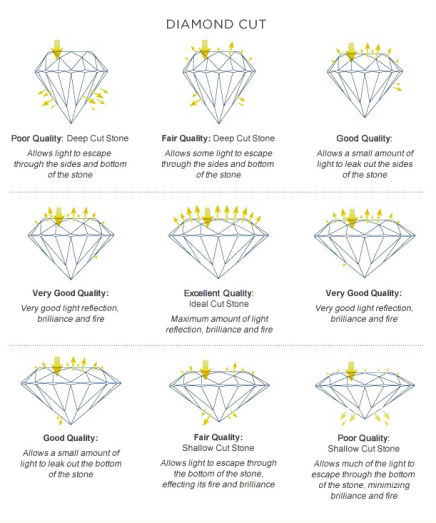 DIAMOND CUT
Poor Quality: Deep Cut Stone
Allows light to escape
through the sides and bottom
of the stone
Fair Quality: Deep Cut Stone
Allows some light to escape
through the sides and bottom
of the stone
Good Quality:
Allows a small amount of
light to leak out the sides
of the stone
Very Good Quality:
Very good light reflection,
brilliance and fire
Excellent Quality:
Ideal Cut Stone
Maximum amount of light
reflection, brilliance and fire
Very Good Quality:
Very good light reflection,
brilliance and fire
Good Quality:
Allows a small amount of
light to leak out the bottom
of the stone
Fair Quality:
Shallow Cut Stone
Allows light to escape through
the bottom of the stone,
effecting its fire and brilliance
Poor Quality:
Shallow Cut Stone
Allows much of the light to
escape through the bottom
of the stone, minimizing
brilliance and fire